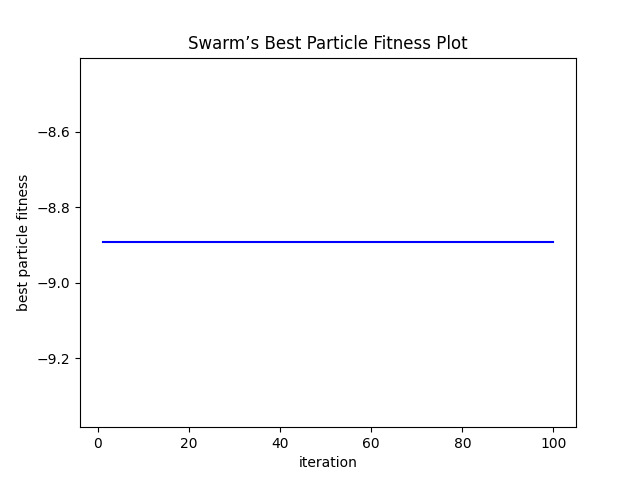 Swarm’s Best Particle Fitness Plot
best particle fitness
−8.6
−8.8
−9.0
−9.2
0 20 40 60 80 100
iteration